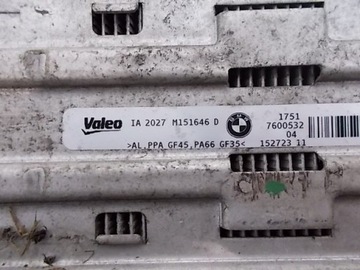 Valeo IA 2027 M151646 D 1751
7600532
04
>AL,PPA GF45,PA66 GF35< 152723 11